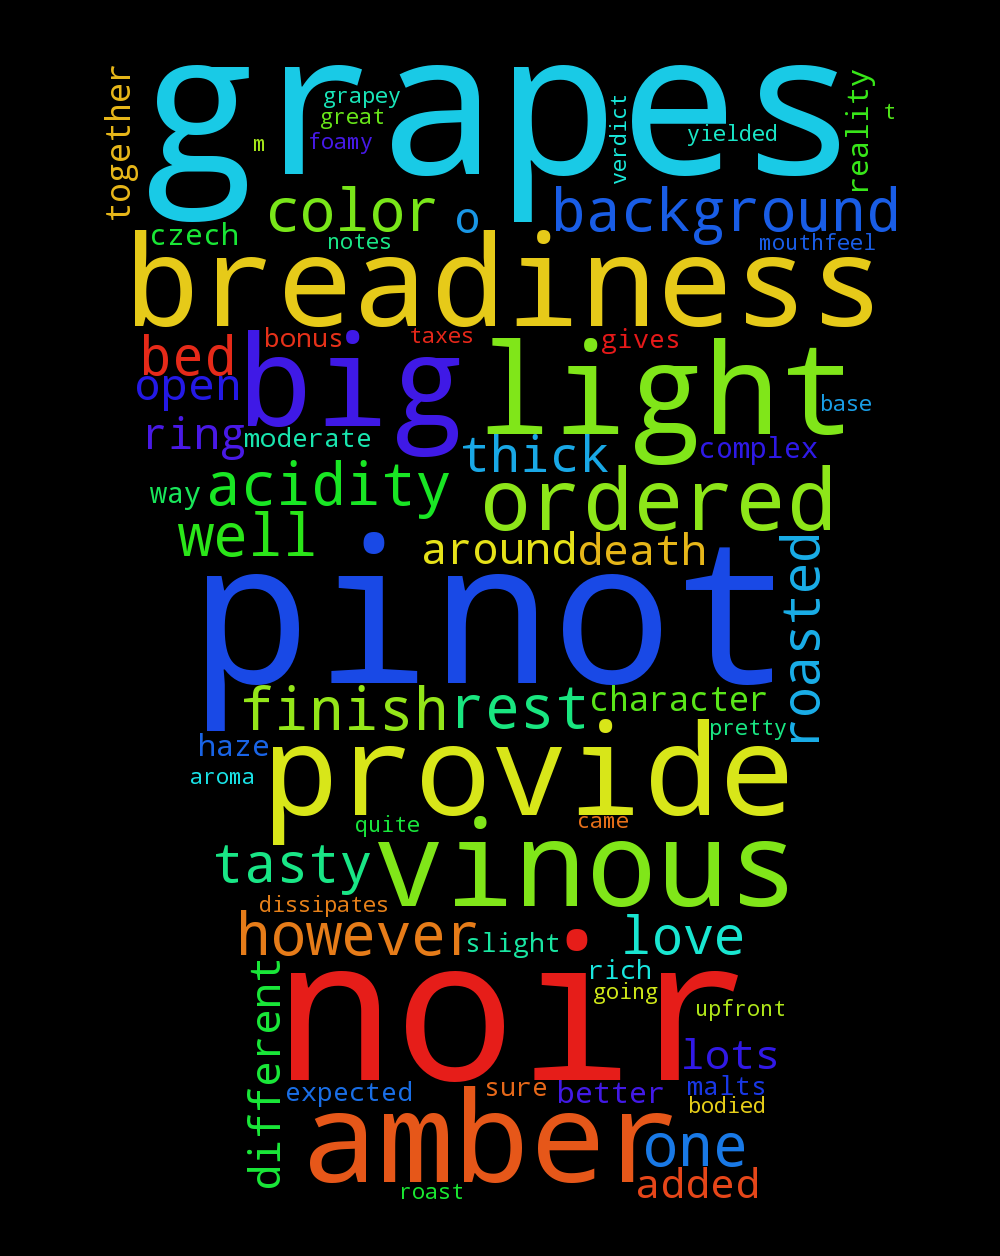 grapes
together
grapey
great
foamy
m
verdict
yielded
reality
t
color
o
background
czech
notes
mouthfeel
breadiness
bed
bonus
taxes
gives
open
big
light
base
ring
moderate
thick
complex
way
acidity
ordered
well
around
death
pinot
roasted
finish
rest
character
pretty
haze
provide
aroma
quite
came
tasty
vinous
dissipates
however
slight
love
noir
rich
going
upfront
different
lots
expected
sure
better
malts
bodied
amber
one
added
roast